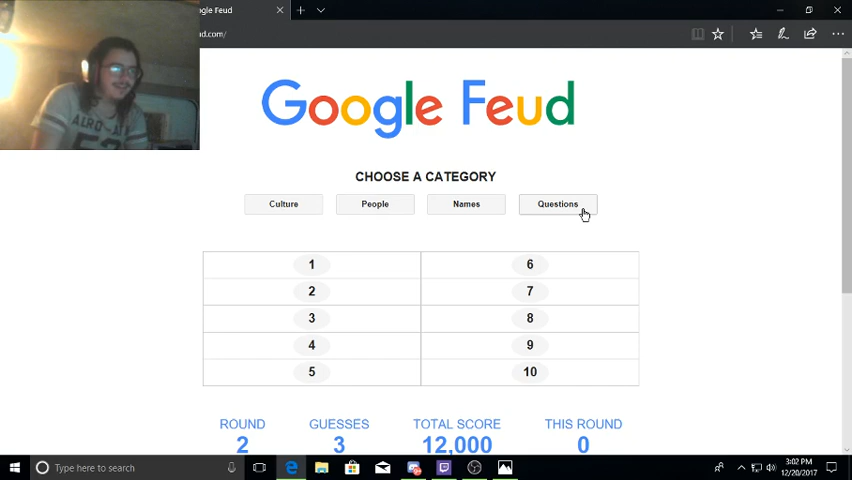 gle Feud
ud.com/
Google Feud
CHOOSE A CATEGORY
Culture
People
Names
Questions
1
6
2
7
3
8
4
9
5
10
ROUND
GUESSES
TOTAL SCORE
THIS ROUND
2
3
12,000
0
Type here to search
3:02 PM
12/20/2017